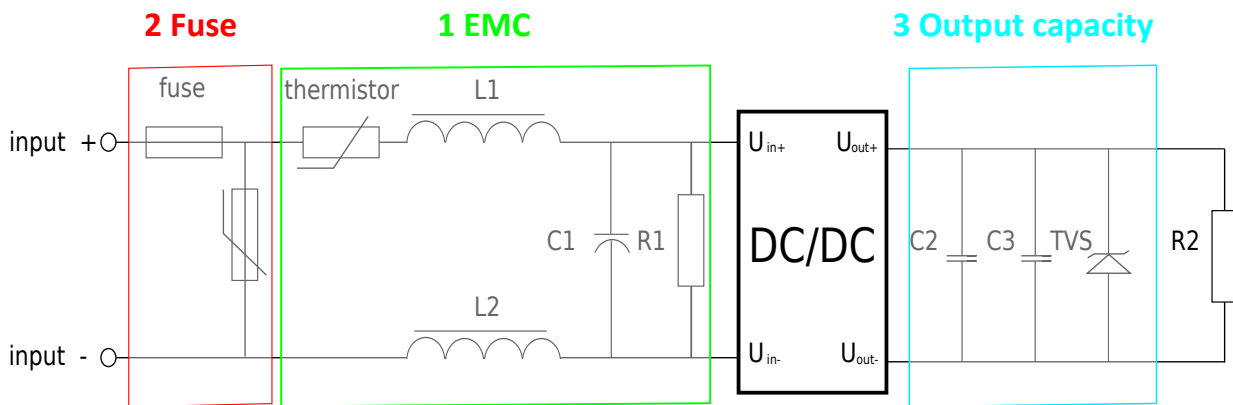 2 Fuse
1 EMC
3 Output capacity
fuse
thermistor
L1
input +
U in+
U out+
C1
R1
DC/DC
C2
C3
TVS
R2
L2
input -
U in-
U out-